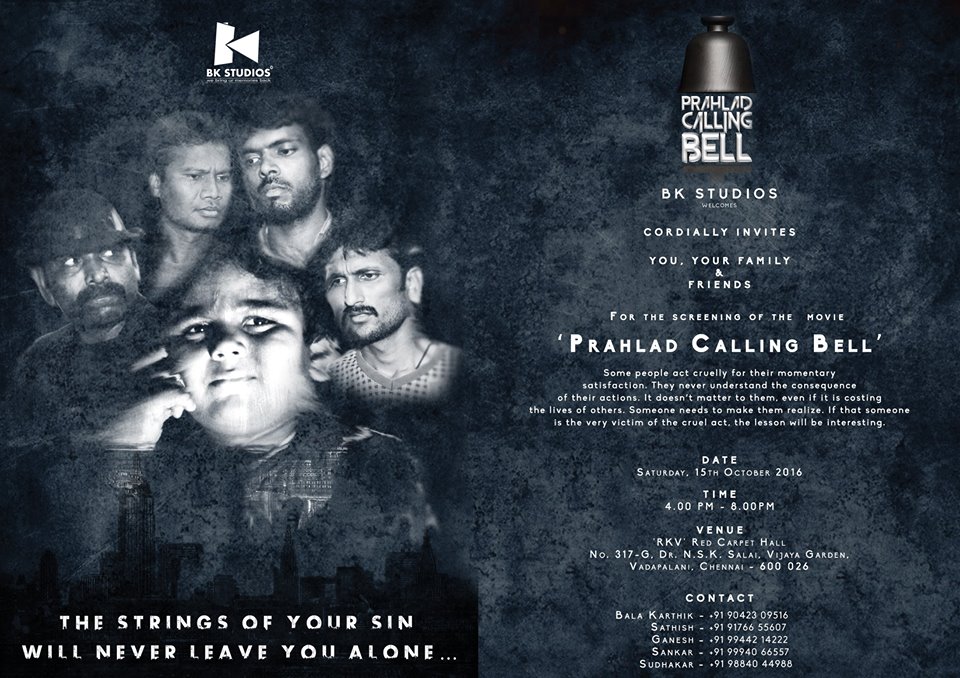 BK STUDIOS
we bring ur memories back
THE STRINGS OF YOUR SIN
WILL NEVER LEAVE YOU ALONE...
PRAHLAD
CALLING
BELL
BK STUDIOS
WELCOMES
CORDIALLY INVITES
YOU, YOUR FAMILY
&
FRIENDS
FOR THE SCREENING OF THE MOVIE
‘PRAHLAD CALLING BELL’
Some people act cruelly for their momentary
satisfaction. They never understand the consequence
of their actions. It doesn't matter to them, even if it is costing
the lives of others. Someone needs to make them realize. If that someone
is the very victim of the cruel act, the lesson will be interesting.
DATE
SATURDAY, 15TH OCTOBER 2016
TIME
4.00 PM - 8.00PM
VENUE
'RKV' RED CARPET HALL
NO. 317-G, DR. N.S.K. SALAI, VIJAYA GARDEN,
VADAPALANI, CHENNAI - 600 026
CONTACT
BALA KARTHIK - +91 90423 09516
SATHISH - +91 91766 55607
GANESH - +91 99442 14222
SANKAR - +91 99940 66557
SUDHAKAR - +91 98840 44988